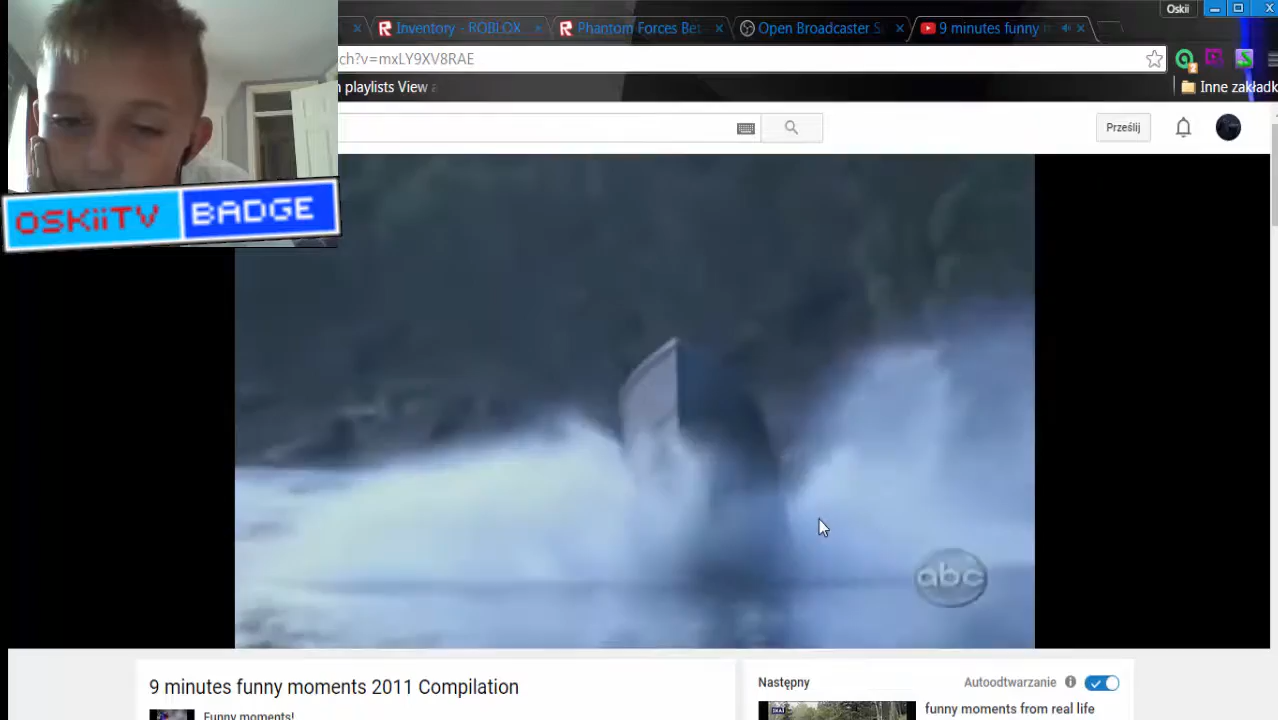 Oskii
Inventory - ROBLOX
Phantom Forces Bet
Open Broadcaster S
9 minutes funny m
ch?v=mxLY9XV8RAE
playlists View a
Inne zakładk
Prześlij
OSKiiTV BADGE
abc
9 minutes funny moments 2011 Compilation
Następny
Autoodtwarzanie
Funny moments!
funny moments from real life